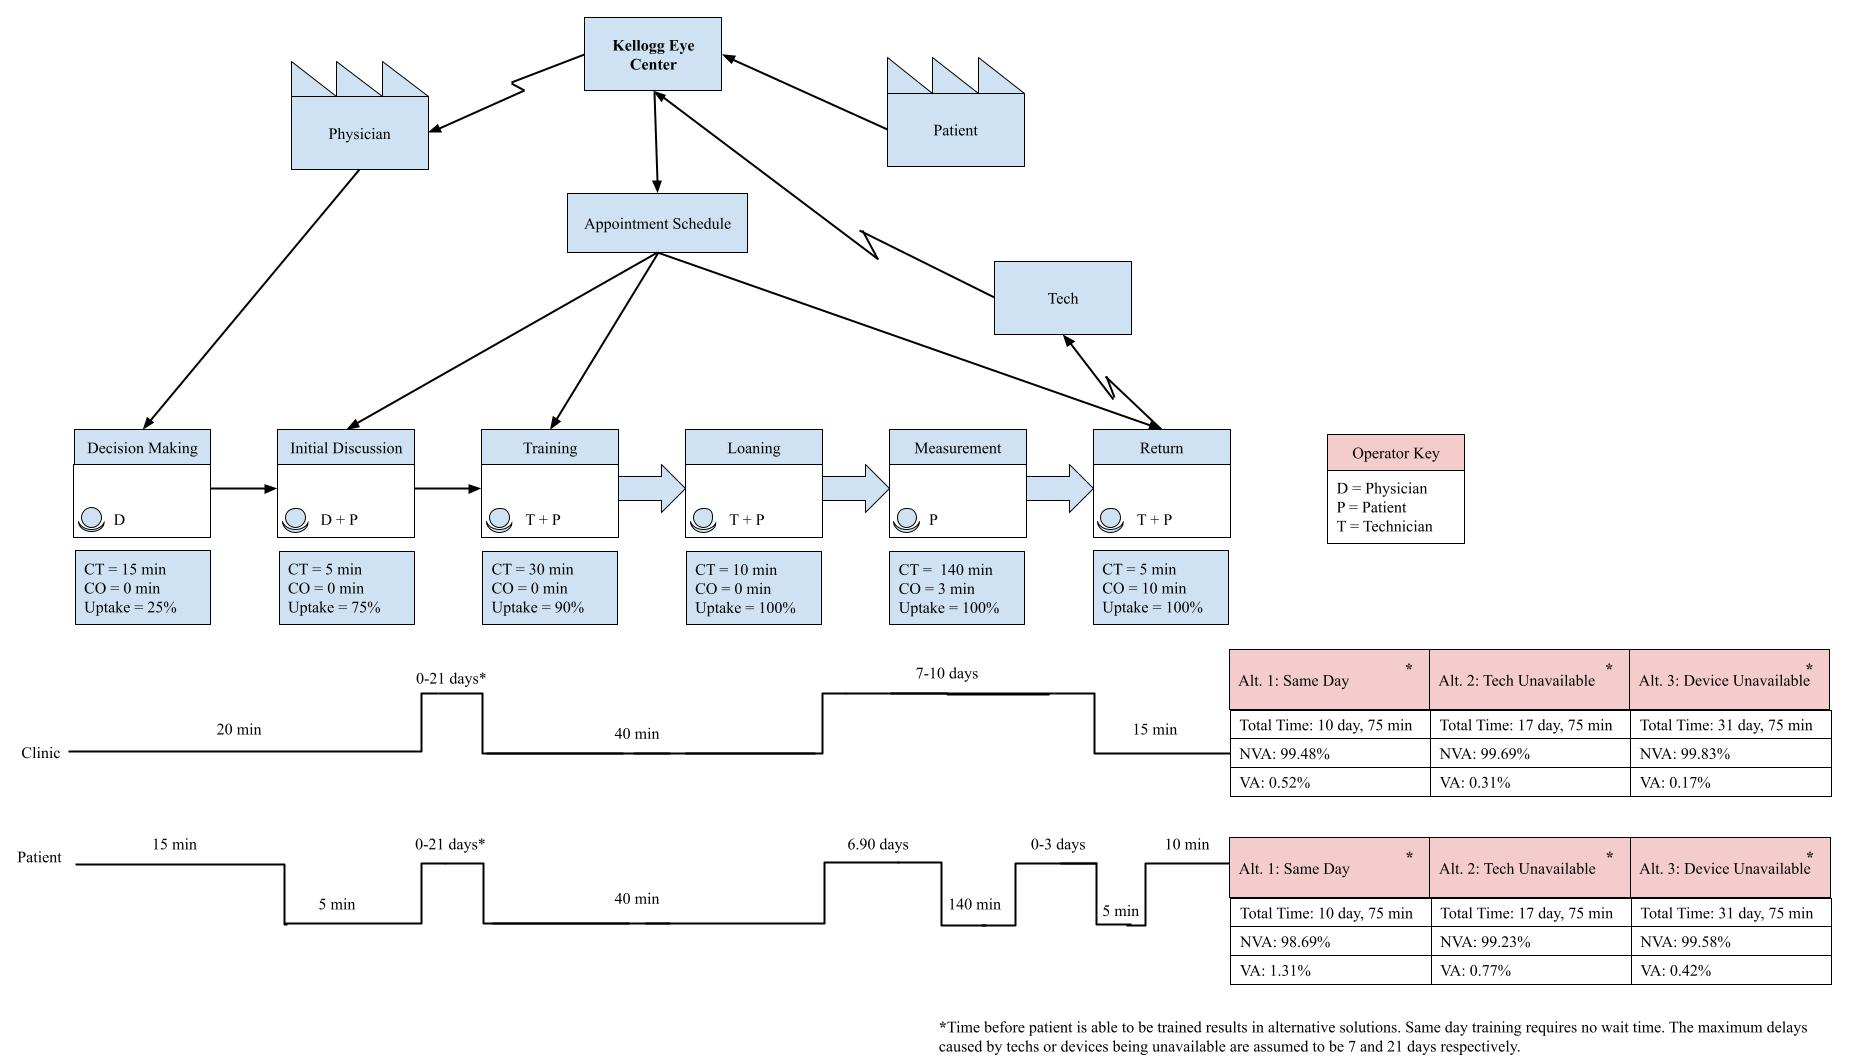 Kellogg Eye
Center
Physician
Patient
Appointment Schedule
Tech
Decision Making
D
CT = 15 min
CO = 0 min
Uptake = 25%
Initial Discussion
D + P
CT = 5 min
CO = 0 min
Uptake = 75%
Training
T + P
CT = 30 min
CO = 0 min
Uptake = 90%
Loaning
T + P
CT = 10 min
CO = 0 min
Uptake = 100%
Measurement
P
CT =  140 min
CO = 3 min
Uptake = 100%
Return
T + P
CT = 5 min
CO = 10 min
Uptake = 100%
Operator Key
D = Physician
P = Patient
T = Technician
Clinic
20 min
0-21 days*
40 min
7-10 days
15 min
Alt. 1: Same Day *
Alt. 2: Tech Unavailable *
Alt. 3: Device Unavailable *
Total Time: 10 day, 75 min
Total Time: 17 day, 75 min
Total Time: 31 day, 75 min
NVA: 99.48%
NVA: 99.69%
NVA: 99.83%
VA: 0.52%
VA: 0.31%
VA: 0.17%
Patient
15 min
5 min
0-21 days*
40 min
6.90 days
140 min
0-3 days
5 min
10 min
Alt. 1: Same Day *
Alt. 2: Tech Unavailable *
Alt. 3: Device Unavailable *
Total Time: 10 day, 75 min
Total Time: 17 day, 75 min
Total Time: 31 day, 75 min
NVA: 98.69%
NVA: 99.23%
NVA: 99.58%
VA: 1.31%
VA: 0.77%
VA: 0.42%
*Time before patient is able to be trained results in alternative solutions. Same day training requires no wait time. The maximum delays
caused by techs or devices being unavailable are assumed to be 7 and 21 days respectively.